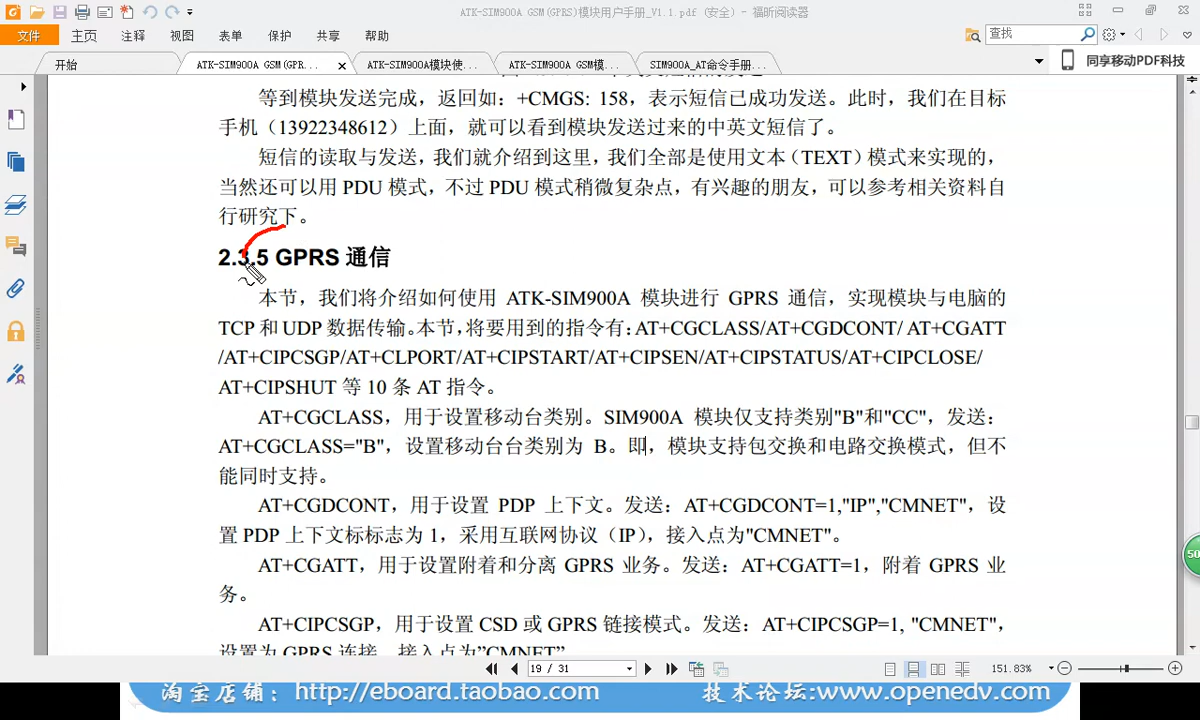 ATK-SIM900A GSM(GPRS)模块用户手册_V1.1.pdf (安全) - 福昕阅读器
文件 主页 注释 视图 表单 保护 共享 帮助 查找
开始 ATK-SIM900A GSM(GPR... ATK-SIM900A模块使... ATK-SIM900A GSM模... SIM900A_AT命令手册... 同享移动PDF科技
等到模块发送完成，返回如：+CMGS: 158，表示短信已成功发送。此时，我们在目标
手机（13922348612）上面，就可以看到模块发送过来的中英文短信了。
短信的读取与发送，我们就介绍到这里，我们全部是使用文本（TEXT）模式来实现的，
当然还可以用 PDU 模式，不过 PDU 模式稍微复杂点，有兴趣的朋友，可以参考相关资料自
行研究下。
2.3.5 GPRS 通信
本节，我们将介绍如何使用 ATK-SIM900A 模块进行 GPRS 通信，实现模块与电脑的
TCP 和 UDP 数据传输。本节，将要用到的指令有：AT+CGCLASS/AT+CGDCONT/ AT+CGATT
/AT+CIPCSGP/AT+CLPORT/AT+CIPSTART/AT+CIPSEN/AT+CIPSTATUS/AT+CIPCLOSE/
AT+CIPSHUT 等 10 条 AT 指令。
AT+CGCLASS，用于设置移动台类别。SIM900A 模块仅支持类别"B"和"CC"，发送：
AT+CGCLASS="B"，设置移动台台类别为 B。即，模块支持包交换和电路交换模式，但不
能同时支持。
AT+CGDCONT，用于设置 PDP 上下文。发送：AT+CGDCONT=1,"IP","CMNET"，设
置 PDP 上下文标标志为 1，采用互联网协议（IP），接入点为"CMNET"。
AT+CGATT，用于设置附着和分离 GPRS 业务。发送：AT+CGATT=1，附着 GPRS 业
务。
AT+CIPCSGP，用于设置 CSD 或 GPRS 链接模式。发送：AT+CIPCSGP=1, "CMNET"，
设置为 GPRS 连接，接入点为”CMNET”
50
19 / 31 151.83%
淘宝店铺：http://eboard.taobao.com 技术论坛:www.openedv.com